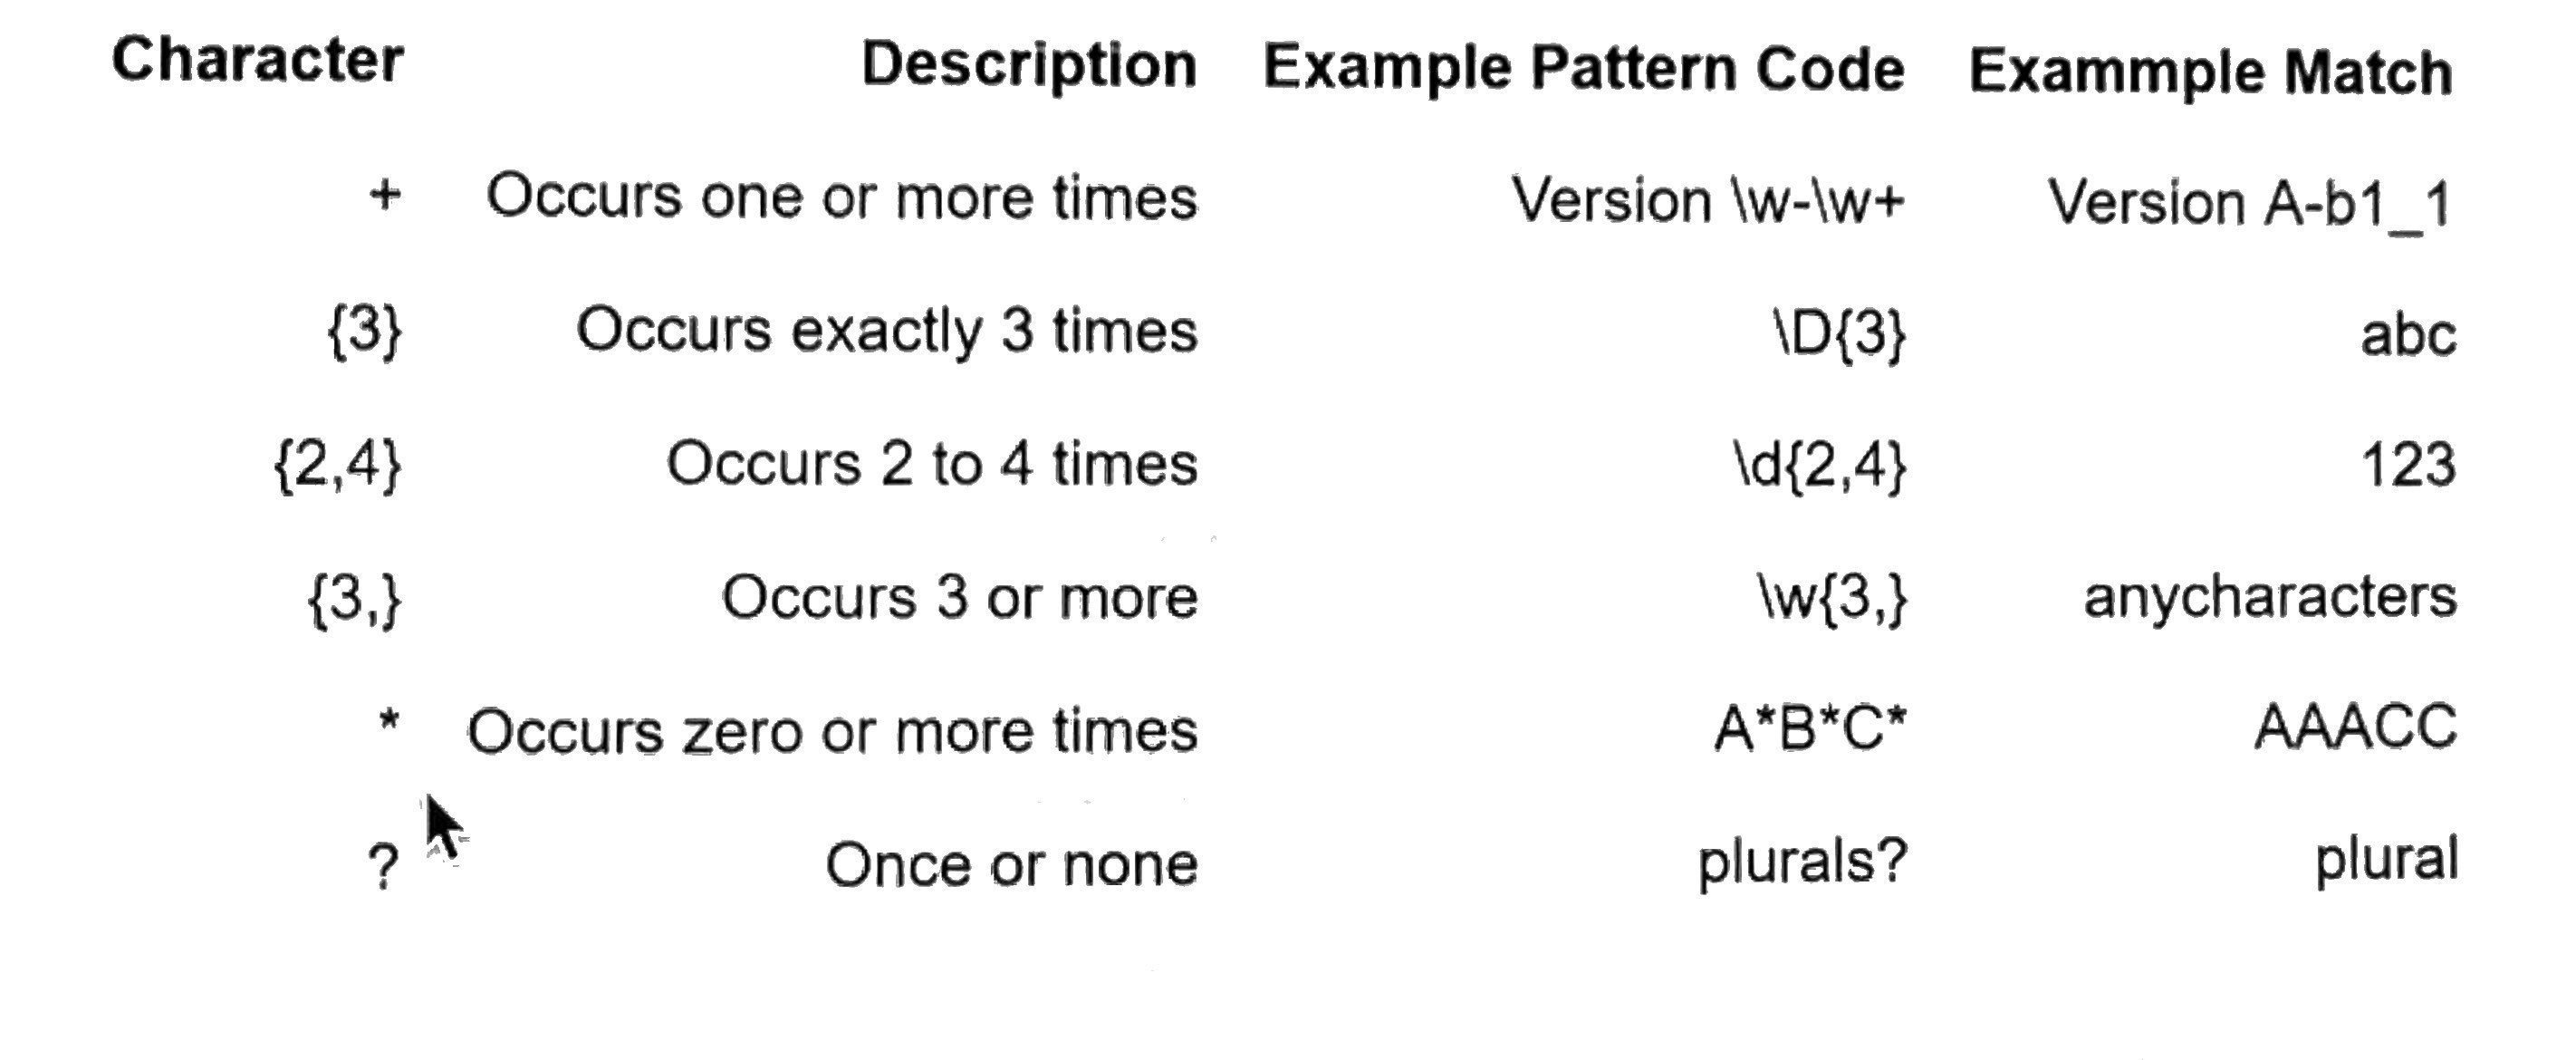 Character Description Example Pattern Code Exammple Match
+ Occurs one or more times Version \w-\w+ Version A-b1_1
{3} Occurs exactly 3 times \D{3} abc
{2,4} Occurs 2 to 4 times \d{2,4} 123
{3,} Occurs 3 or more \w{3,} anycharacters
* Occurs zero or more times A*B*C* AAACC
? Once or none plurals? plural